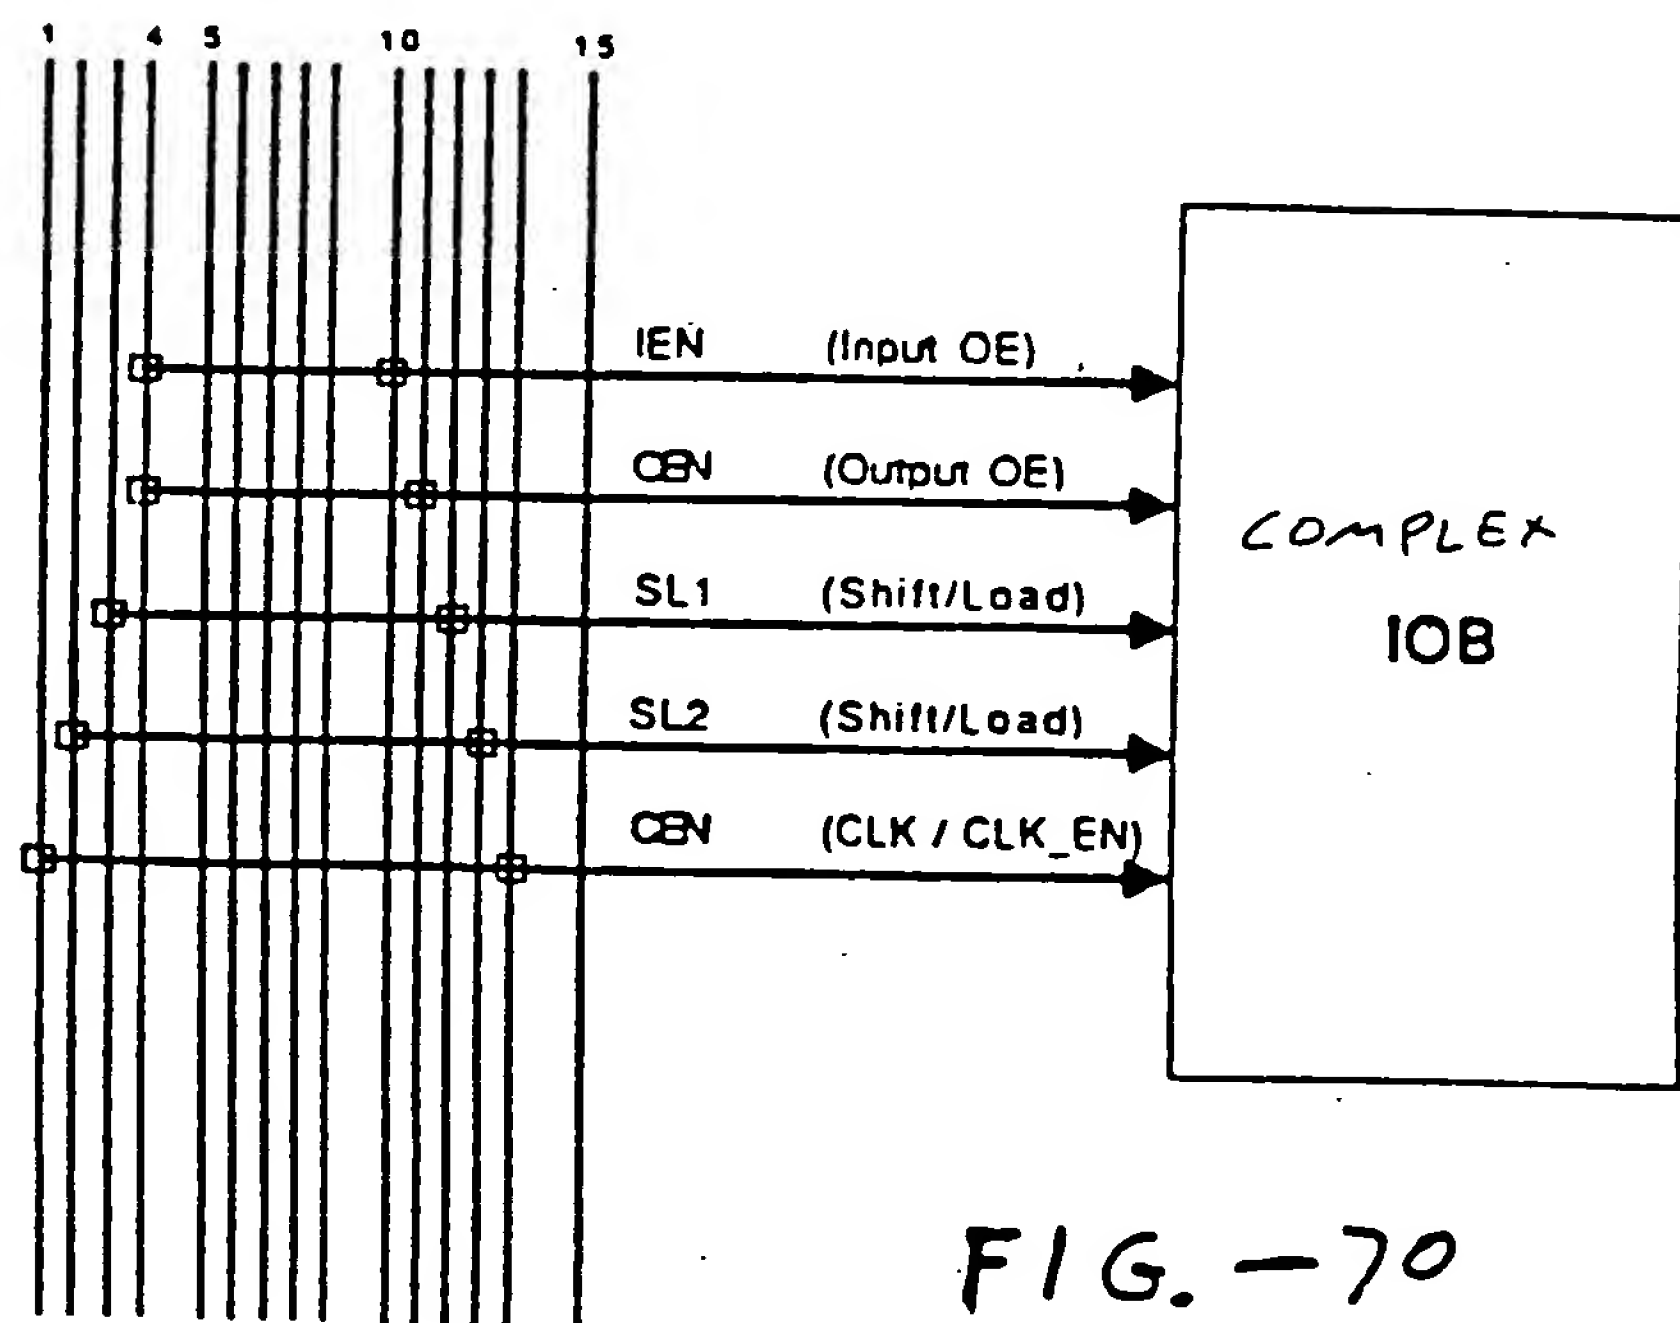 1 4 5 10 15
IEN (Input OE)
OEN (Output OE)
SL1 (Shift/Load)
SL2 (Shift/Load)
CEN (CLK / CLK_EN)
COMPLEX
IOB
FIG.-70